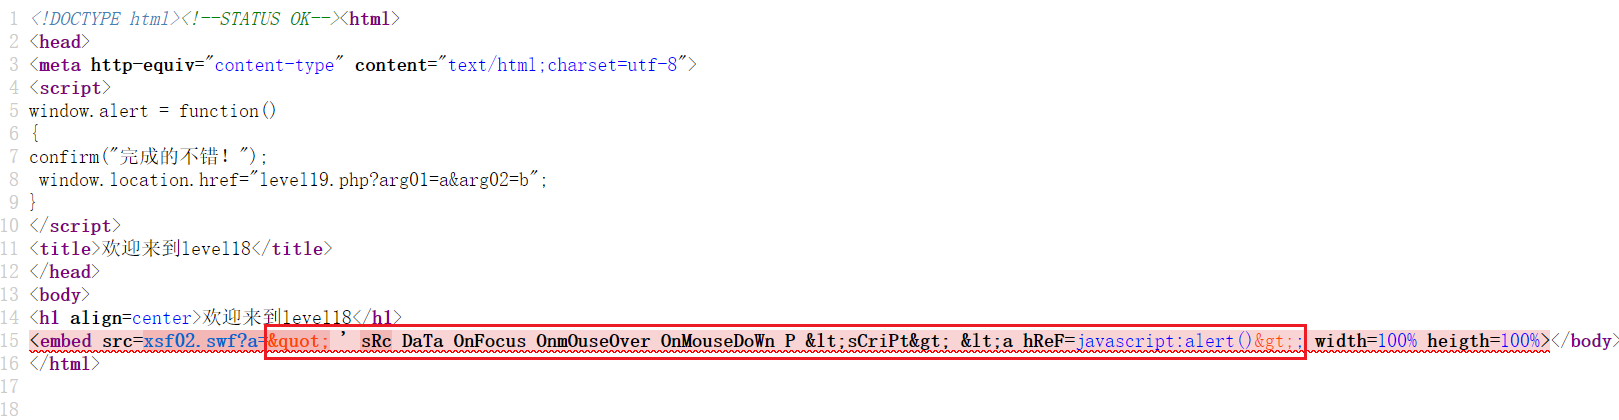 1 <!DOCTYPE html><!--STATUS OK--><html>
2 <head>
3 <meta http-equiv="content-type" content="text/html;charset=utf-8">
4 <script>
5 window.alert = function()
6 {
7 confirm("完成的不错！");
8  window.location.href="level19.php?arg01=a&arg02=b";
9 }
10 </script>
11 <title>欢迎来到level18</title>
12 </head>
13 <body>
14 <h1 align=center>欢迎来到level18</h1>
15 <embed src=xsf02.swf?a=&quot; ’ sRc DaTa OnFocus OnmOuseOver OnMouseDoWn P &lt;sCriPt&gt; &lt;a hReF=javascript:alert()&gt;; width=100% heigth=100%></body>
16 </html>
17
18